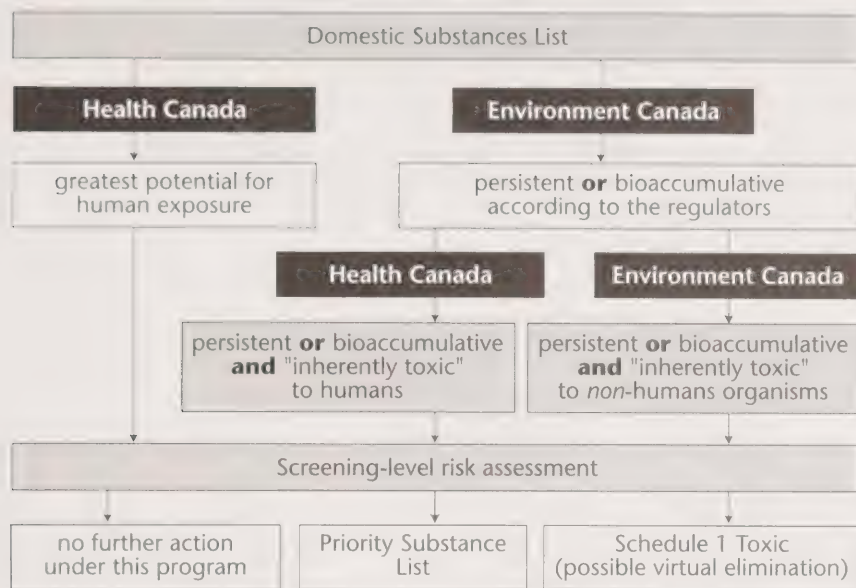 Domestic Substances List
Health Canada
Environment Canada
greatest potential for
human exposure
persistent or bioaccumulative
according to the regulators
Health Canada
Environment Canada
persistent or bioaccumulative
and "inherently toxic"
to humans
persistent or bioaccumulative
and "inherently toxic"
to non-humans organisms
Screening-level risk assessment
no further action
under this program
Priority Substance
List
Schedule 1 Toxic
(possible virtual elimination)